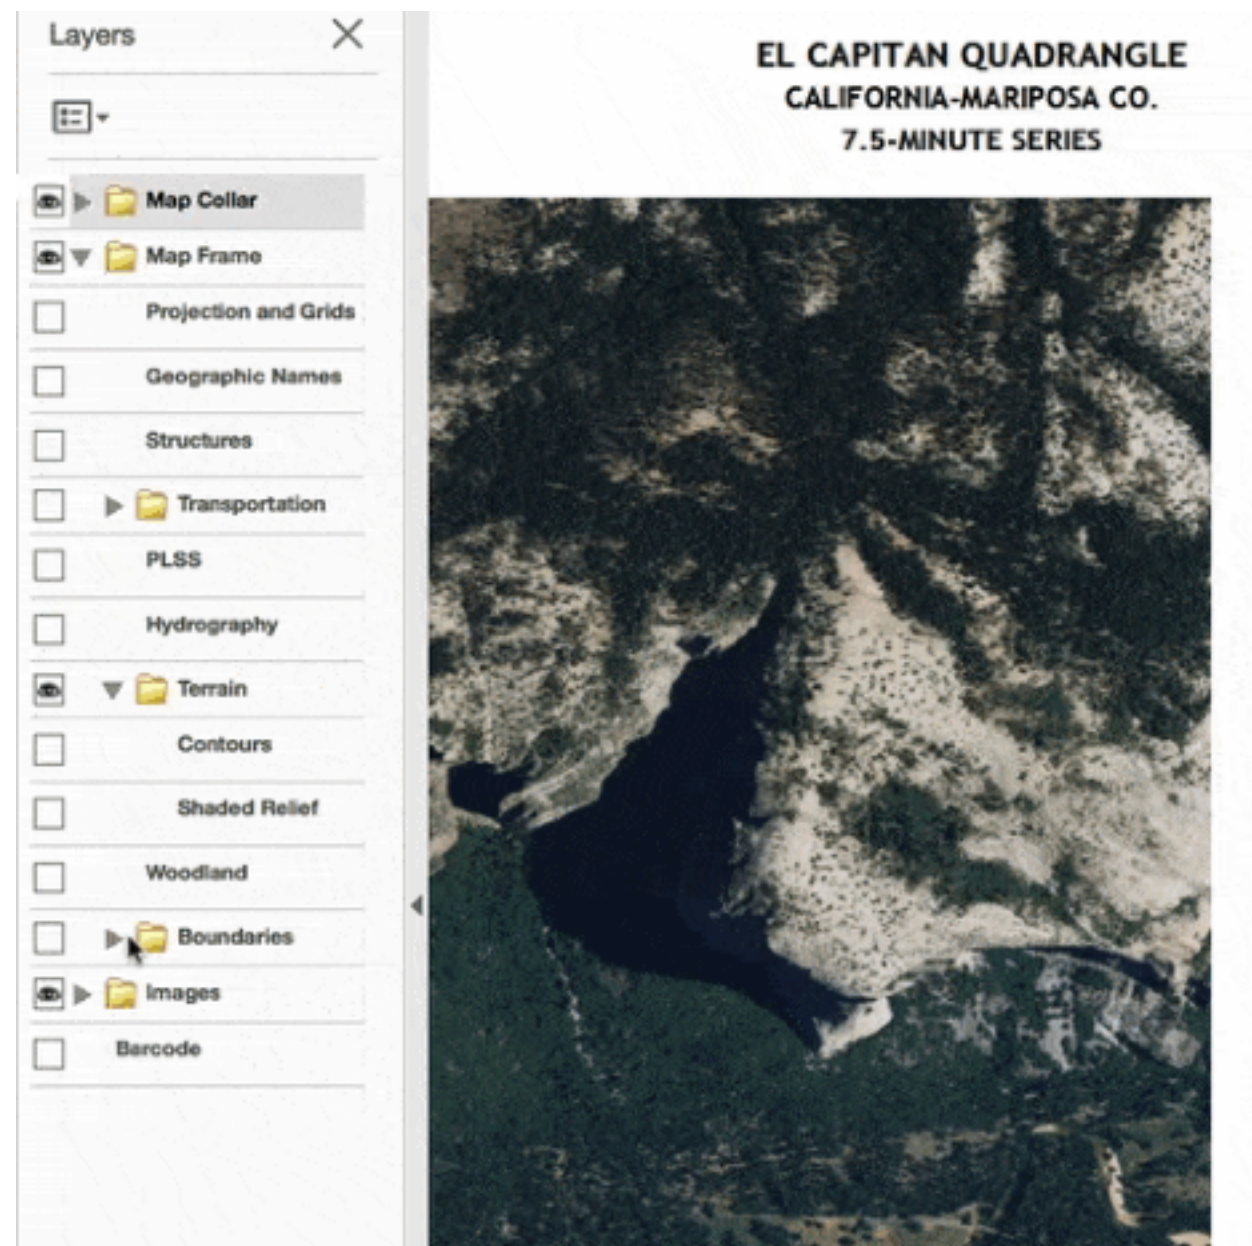 Layers
EL CAPITAN QUADRANGLE
CALIFORNIA-MARIPOSA CO.
7.5-MINUTE SERIES
Map Collar
Map Frame
Projection and Grids
Geographic Names
Structures
Transportation
PLSS
Hydrography
Terrain
Contours
Shaded Relief
Woodland
Boundaries
Images
Barcode